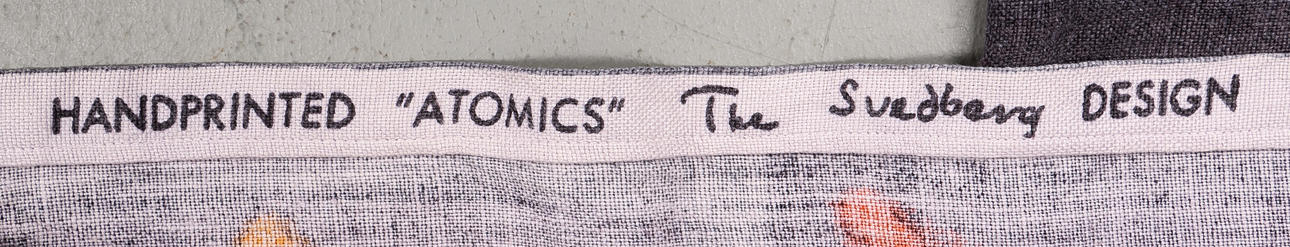 HANDPRINTED "ATOMICS" The Svedberg DESIGN